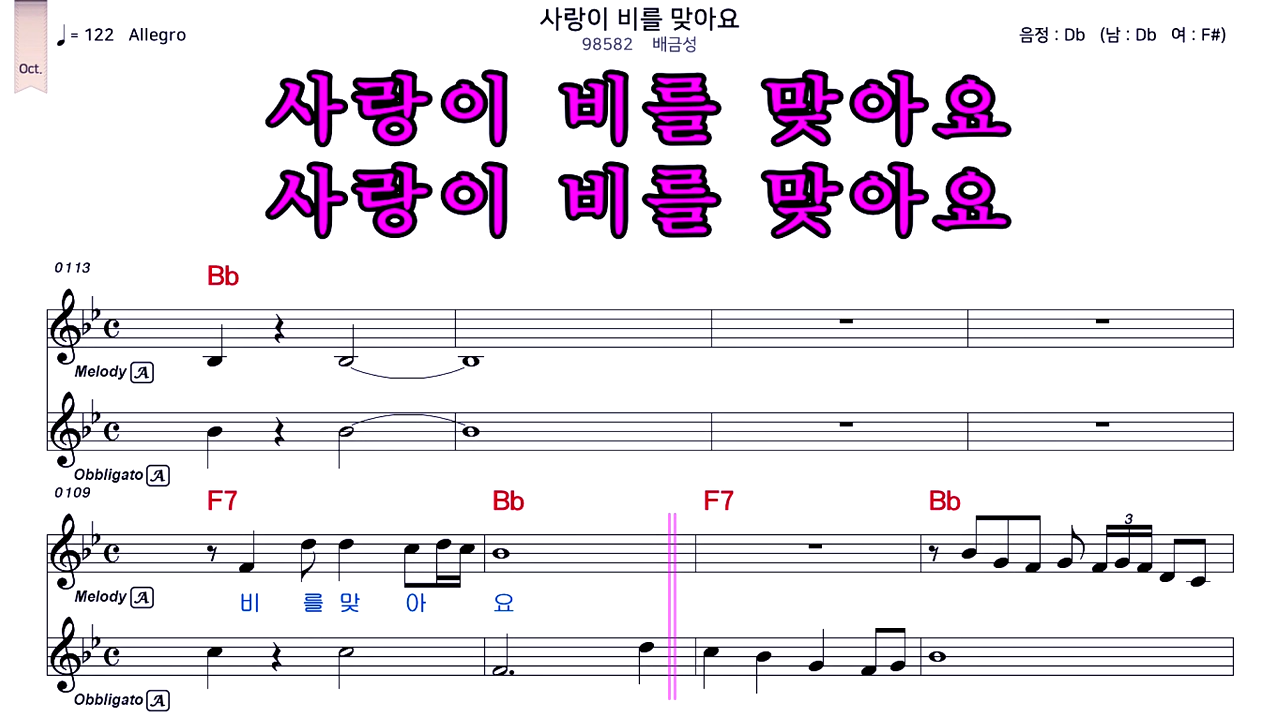 사랑이 비를 맞아요
♩= 122 Allegro
98582 배금성
음정 : Db (남 : Db 여 : F#)
Oct.
사랑이 비를 맞아요
사랑이 비를 맞아요
0113
Bb
Melody A
Obbligato A
0109
F7 Bb F7 Bb
3
Melody A
비 를 맞 아 요
Obbligato A